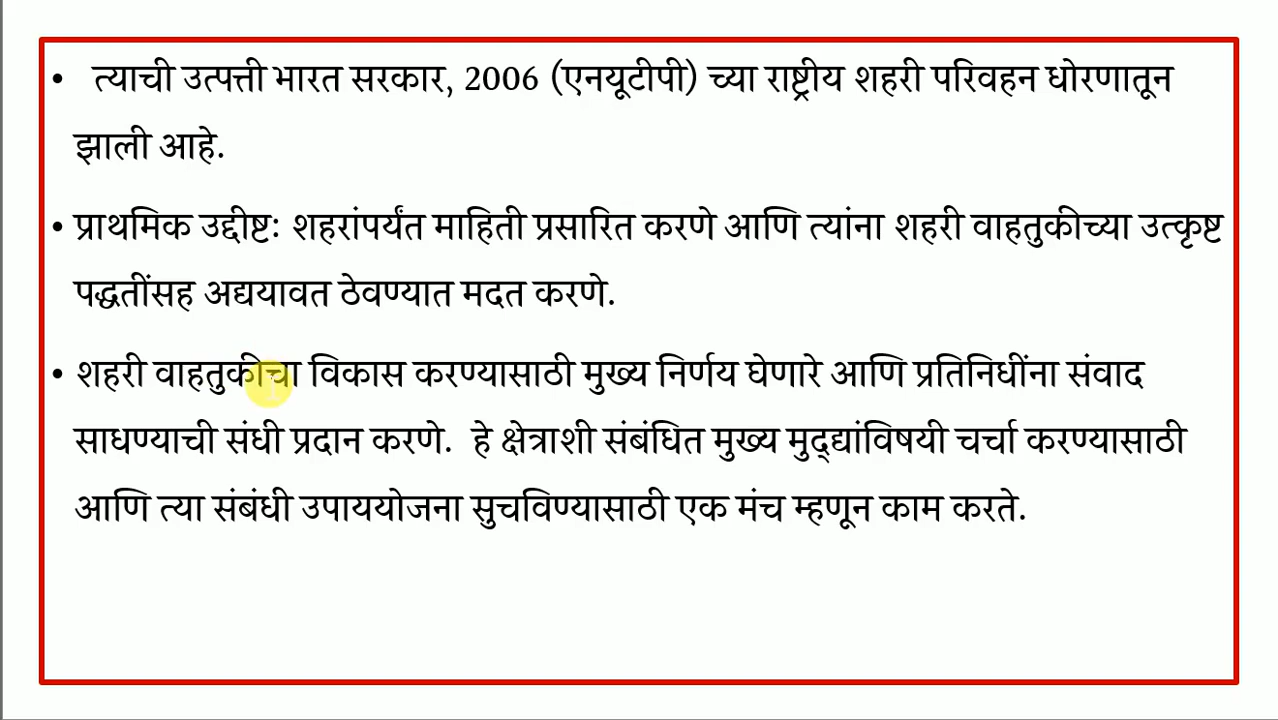 • त्याची उत्पत्ती भारत सरकार, 2006 (एनयूटीपी) च्या राष्ट्रीय शहरी परिवहन धोरणातून
झाली आहे.
• प्राथमिक उद्दीष्ट: शहरांपर्यंत माहिती प्रसारित करणे आणि त्यांना शहरी वाहतुकीच्या उत्कृष्ट
पद्धतींसह अद्ययावत ठेवण्यात मदत करणे.
• शहरी वाहतुकीचा विकास करण्यासाठी मुख्य निर्णय घेणारे आणि प्रतिनिधींना संवाद
साधण्याची संधी प्रदान करणे. हे क्षेत्राशी संबंधित मुख्य मुद्द्यांविषयी चर्चा करण्यासाठी
आणि त्या संबंधी उपाययोजना सुचविण्यासाठी एक मंच म्हणून काम करते.